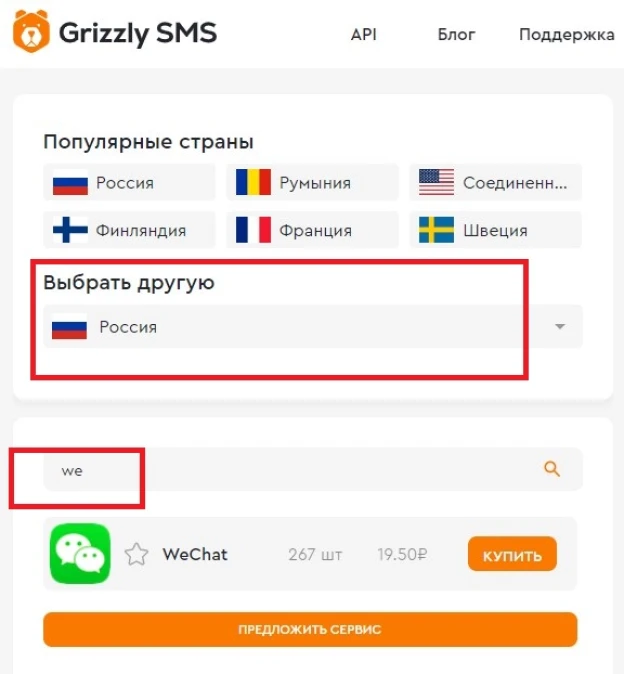 Grizzly SMS API Блог Поддержка
Популярные страны
Россия Румыния Соединенн...
Финляндия Франция Швеция
Выбрать другую
Россия
we
WeChat 267 шт 19.50₽ КУПИТЬ
ПРЕДЛОЖИТЬ СЕРВИС